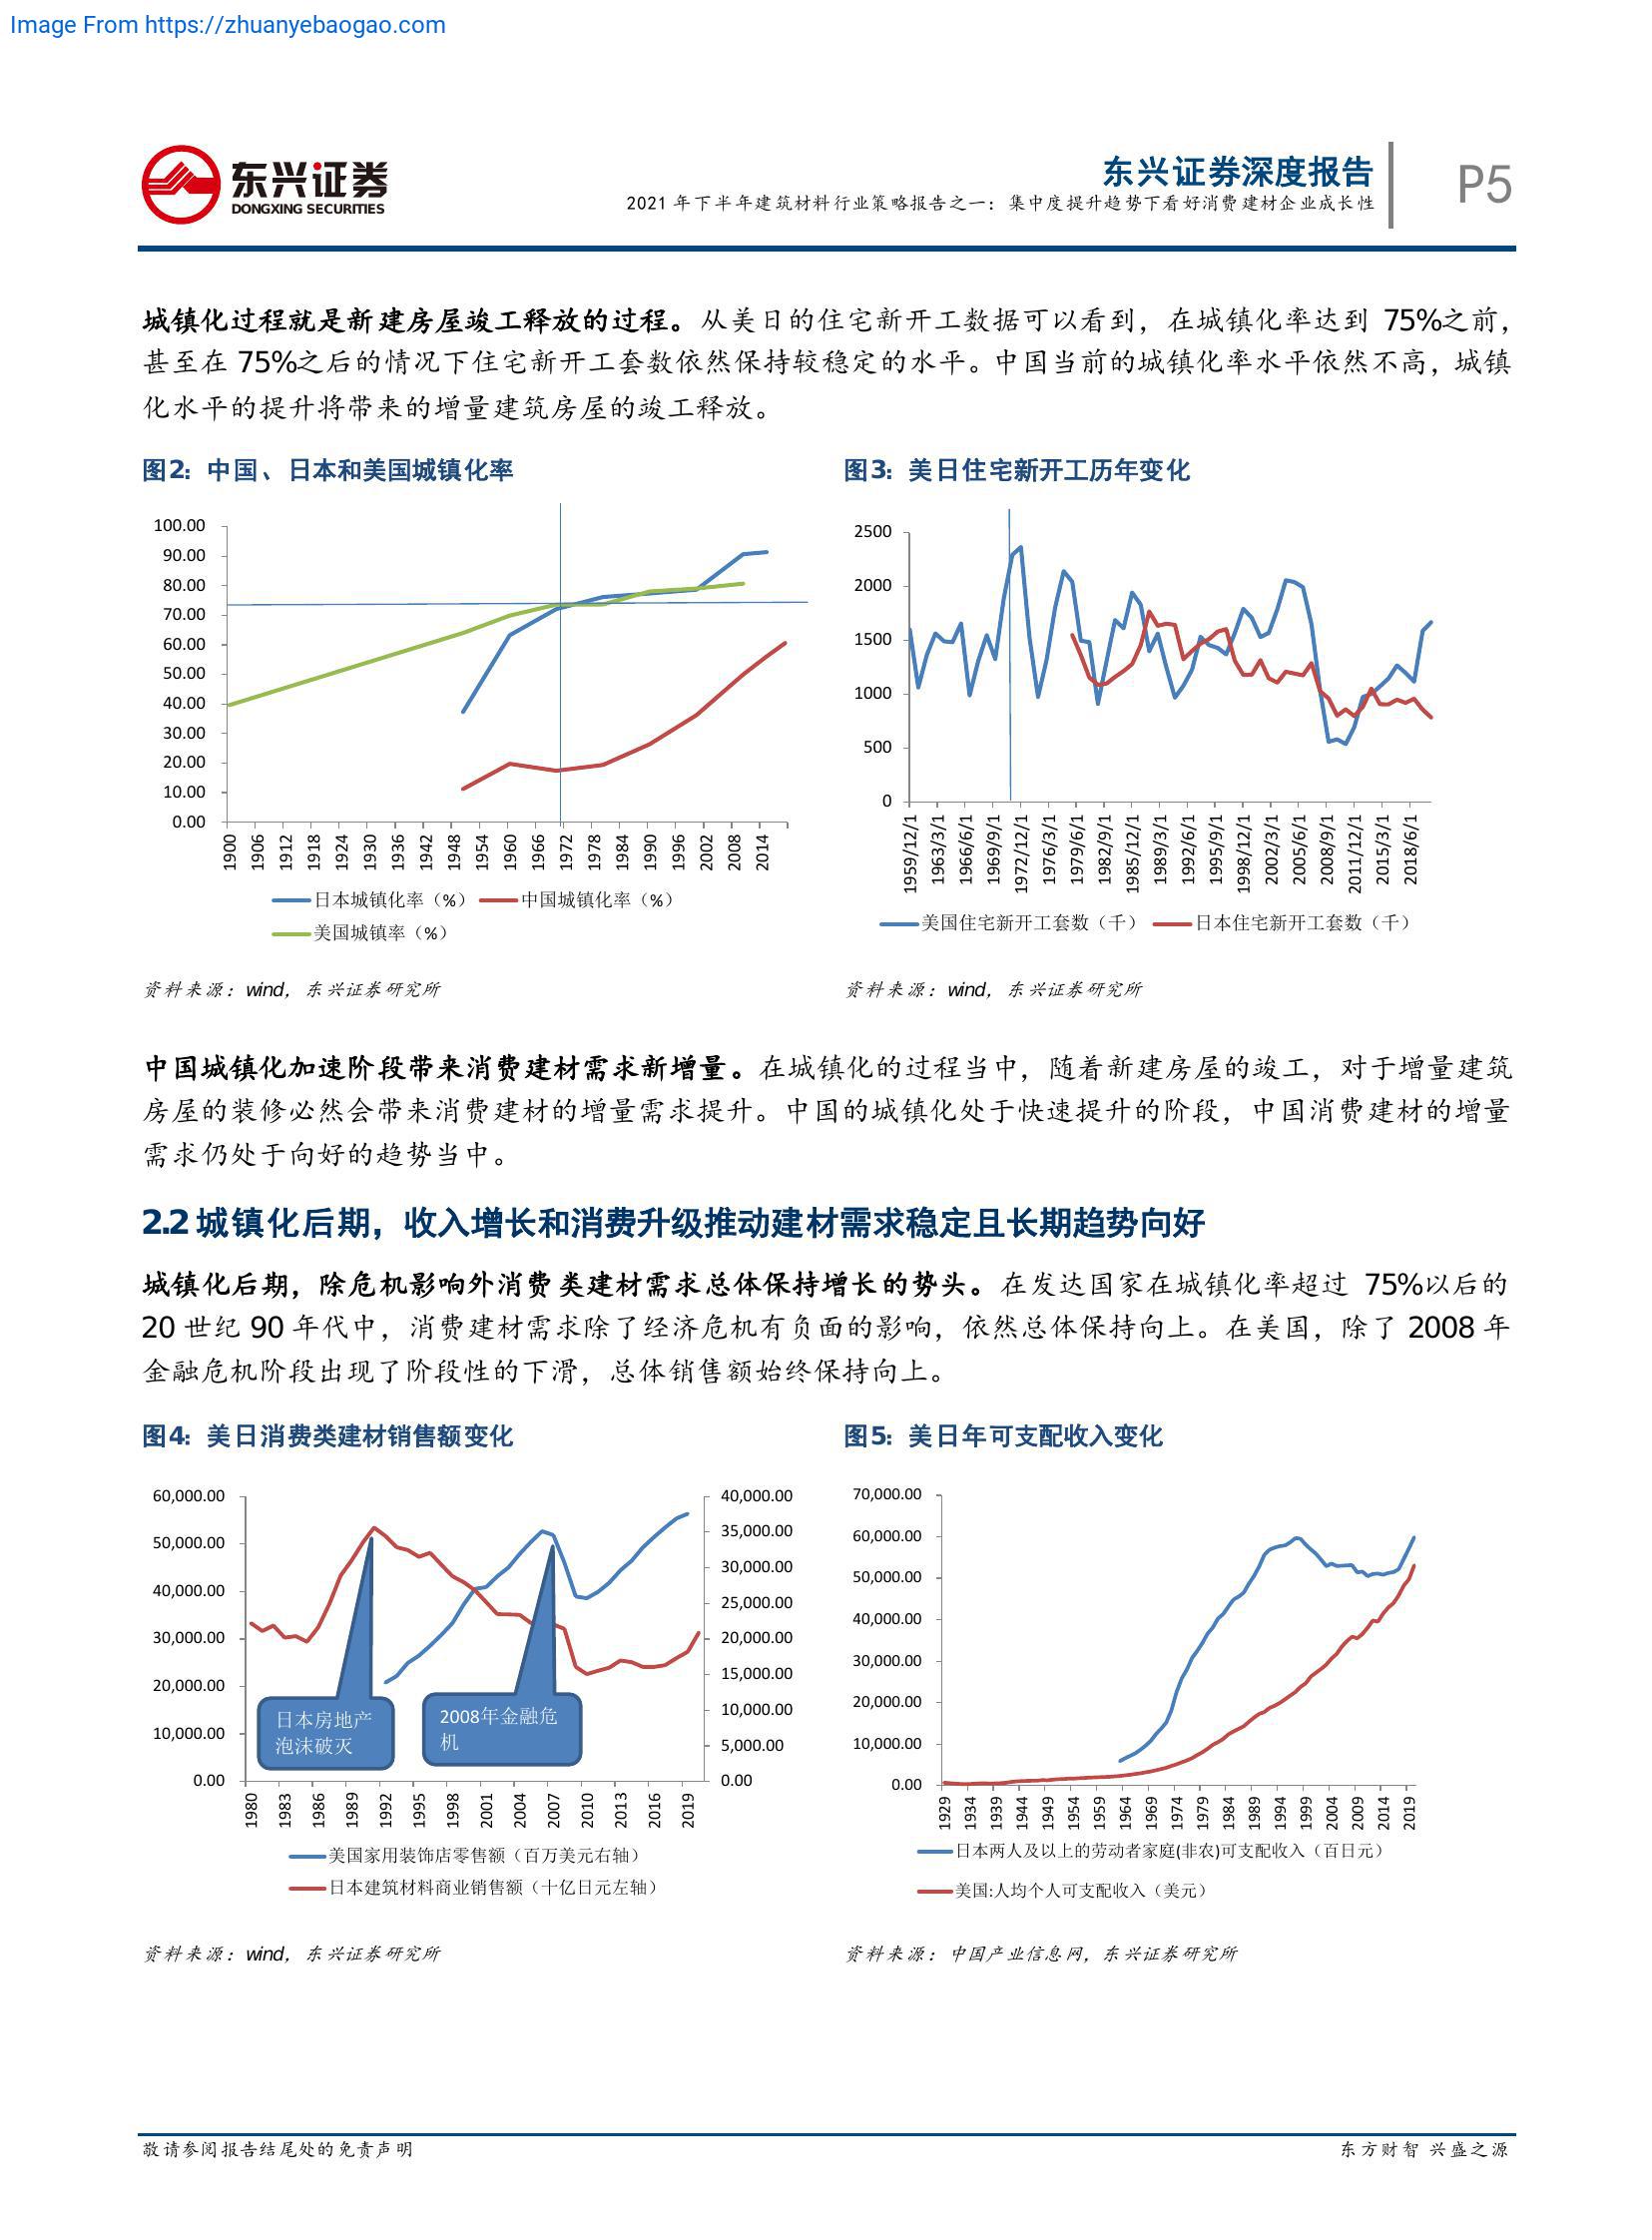 Image From https://zhuanyebaogao.com
东兴证券
DONGXING SECURITIES
东兴证券深度报告
2021 年下半年建筑材料行业策略报告之一：集中度提升趋势下看好消费建材企业成长性
P5
城镇化过程就是新建房屋竣工释放的过程。从美日的住宅新开工数据可以看到，在城镇化率达到 75%之前，
甚至在 75%之后的情况下住宅新开工套数依然保持较稳定的水平。中国当前的城镇化率水平依然不高，城镇
化水平的提升将带来的增量建筑房屋的竣工释放。
图2：中国、日本和美国城镇化率
100.00
90.00
80.00
70.00
60.00
50.00
40.00
30.00
20.00
10.00
0.00
1900 1906 1912 1918 1924 1930 1936 1942 1948 1954 1960 1966 1972 1978 1984 1990 1996 2002 2008 2014
日本城镇化率（%） 中国城镇化率（%）
美国城镇率（%）
资料来源：wind，东兴证券研究所
图3：美日住宅新开工历年变化
2500
2000
1500
1000
500
0
1959/12/1 1963/3/1 1966/6/1 1969/9/1 1972/12/1 1976/3/1 1979/6/1 1982/9/1 1985/12/1 1989/3/1 1992/6/1 1995/9/1 1998/12/1 2002/3/1 2005/6/1 2008/9/1 2011/12/1 2015/3/1 2018/6/1
美国住宅新开工套数（千） 日本住宅新开工套数（千）
资料来源：wind，东兴证券研究所
中国城镇化加速阶段带来消费建材需求新增量。在城镇化的过程当中，随着新建房屋的竣工，对于增量建筑
房屋的装修必然会带来消费建材的增量需求提升。中国的城镇化处于快速提升的阶段，中国消费建材的增量
需求仍处于向好的趋势当中。
2.2 城镇化后期，收入增长和消费升级推动建材需求稳定且长期趋势向好
城镇化后期，除危机影响外消费类建材需求总体保持增长的势头。在发达国家在城镇化率超过 75%以后的
20 世纪 90 年代中，消费建材需求除了经济危机有负面的影响，依然总体保持向上。在美国，除了 2008 年
金融危机阶段出现了阶段性的下滑，总体销售额始终保持向上。
图4：美日消费类建材销售额变化
60,000.00
50,000.00
40,000.00
30,000.00
20,000.00
10,000.00
0.00
40,000.00
35,000.00
30,000.00
25,000.00
20,000.00
15,000.00
10,000.00
5,000.00
0.00
日本房地产
泡沫破灭
2008年金融危
机
1980 1983 1986 1989 1992 1995 1998 2001 2004 2007 2010 2013 2016 2019
美国家用装饰店零售额（百万美元右轴）
日本建筑材料商业销售额（十亿日元左轴）
资料来源：wind，东兴证券研究所
图5：美日年可支配收入变化
70,000.00
60,000.00
50,000.00
40,000.00
30,000.00
20,000.00
10,000.00
0.00
1929 1934 1939 1944 1949 1954 1959 1964 1969 1974 1979 1984 1989 1994 1999 2004 2009 2014 2019
日本两人及以上的劳动者家庭(非农)可支配收入（百日元）
美国:人均个人可支配收入（美元）
资料来源：中国产业信息网，东兴证券研究所
敬请参阅报告结尾处的免责声明
东方财智 兴盛之源